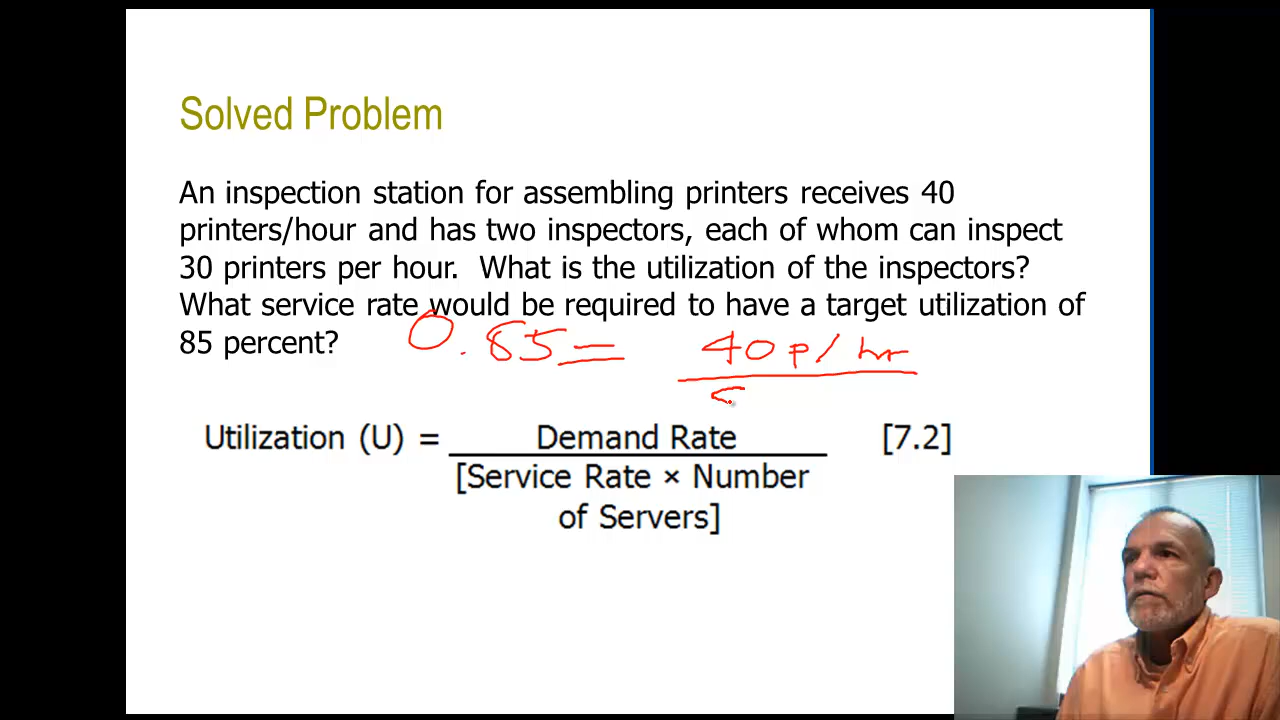 Solved Problem
An inspection station for assembling printers receives 40
printers/hour and has two inspectors, each of whom can inspect
30 printers per hour. What is the utilization of the inspectors?
What service rate would be required to have a target utilization of
85 percent?
0.85 = 40 p/hr
Utilization (U) = Demand Rate [7.2]
[Service Rate × Number
of Servers]